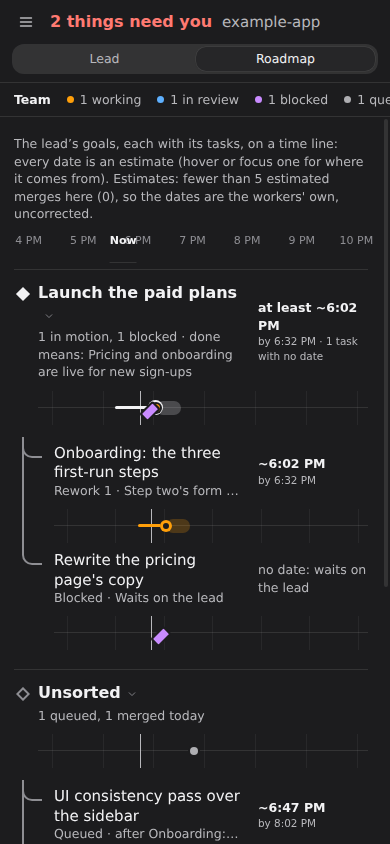 2 things need you example-app
Lead Roadmap
Team 1 working 1 in review 1 blocked 1 que
The lead's goals, each with its tasks, on a time line:
every date is an estimate (hover or focus one for where
it comes from). Estimates: fewer than 5 estimated
merges here (0), so the dates are the workers' own,
uncorrected.
4 PM 5 PM Now PM 7 PM 8 PM 9 PM 10 PM
Launch the paid plans
at least ~6:02
PM
by 6:32 PM · 1 task
with no date
1 in motion, 1 blocked · done
means: Pricing and onboarding
are live for new sign-ups
Onboarding: the three
first-run steps
Rework 1 · Step two's form ...
~6:02 PM
by 6:32 PM
Rewrite the pricing
page's copy
Blocked · Waits on the lead
no date: waits on
the lead
Unsorted
1 queued, 1 merged today
UI consistency pass over
the sidebar
Queued · after Onboarding:...
~6:47 PM
by 8:02 PM